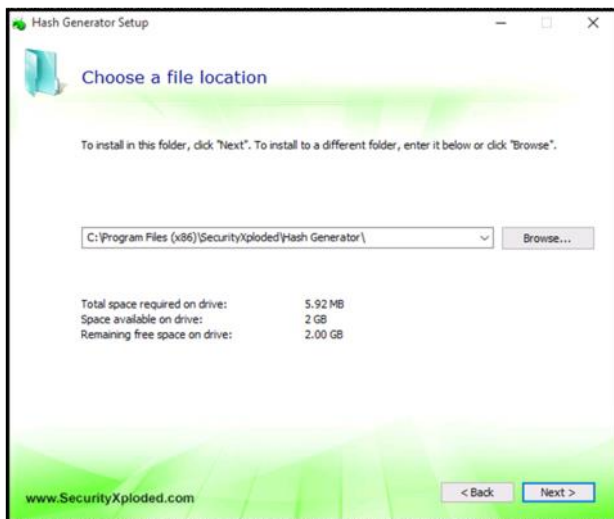 Hash Generator Setup
Choose a file location
To install in this folder, click "Next". To install to a different folder, enter it below or click "Browse".
C:\Program Files (x86)\SecurityXploded\Hash Generator\
Browse...
Total space required on drive: 5.92 MB
Space available on drive: 2 GB
Remaining free space on drive: 2.00 GB
www.SecurityXploded.com
< Back
Next >